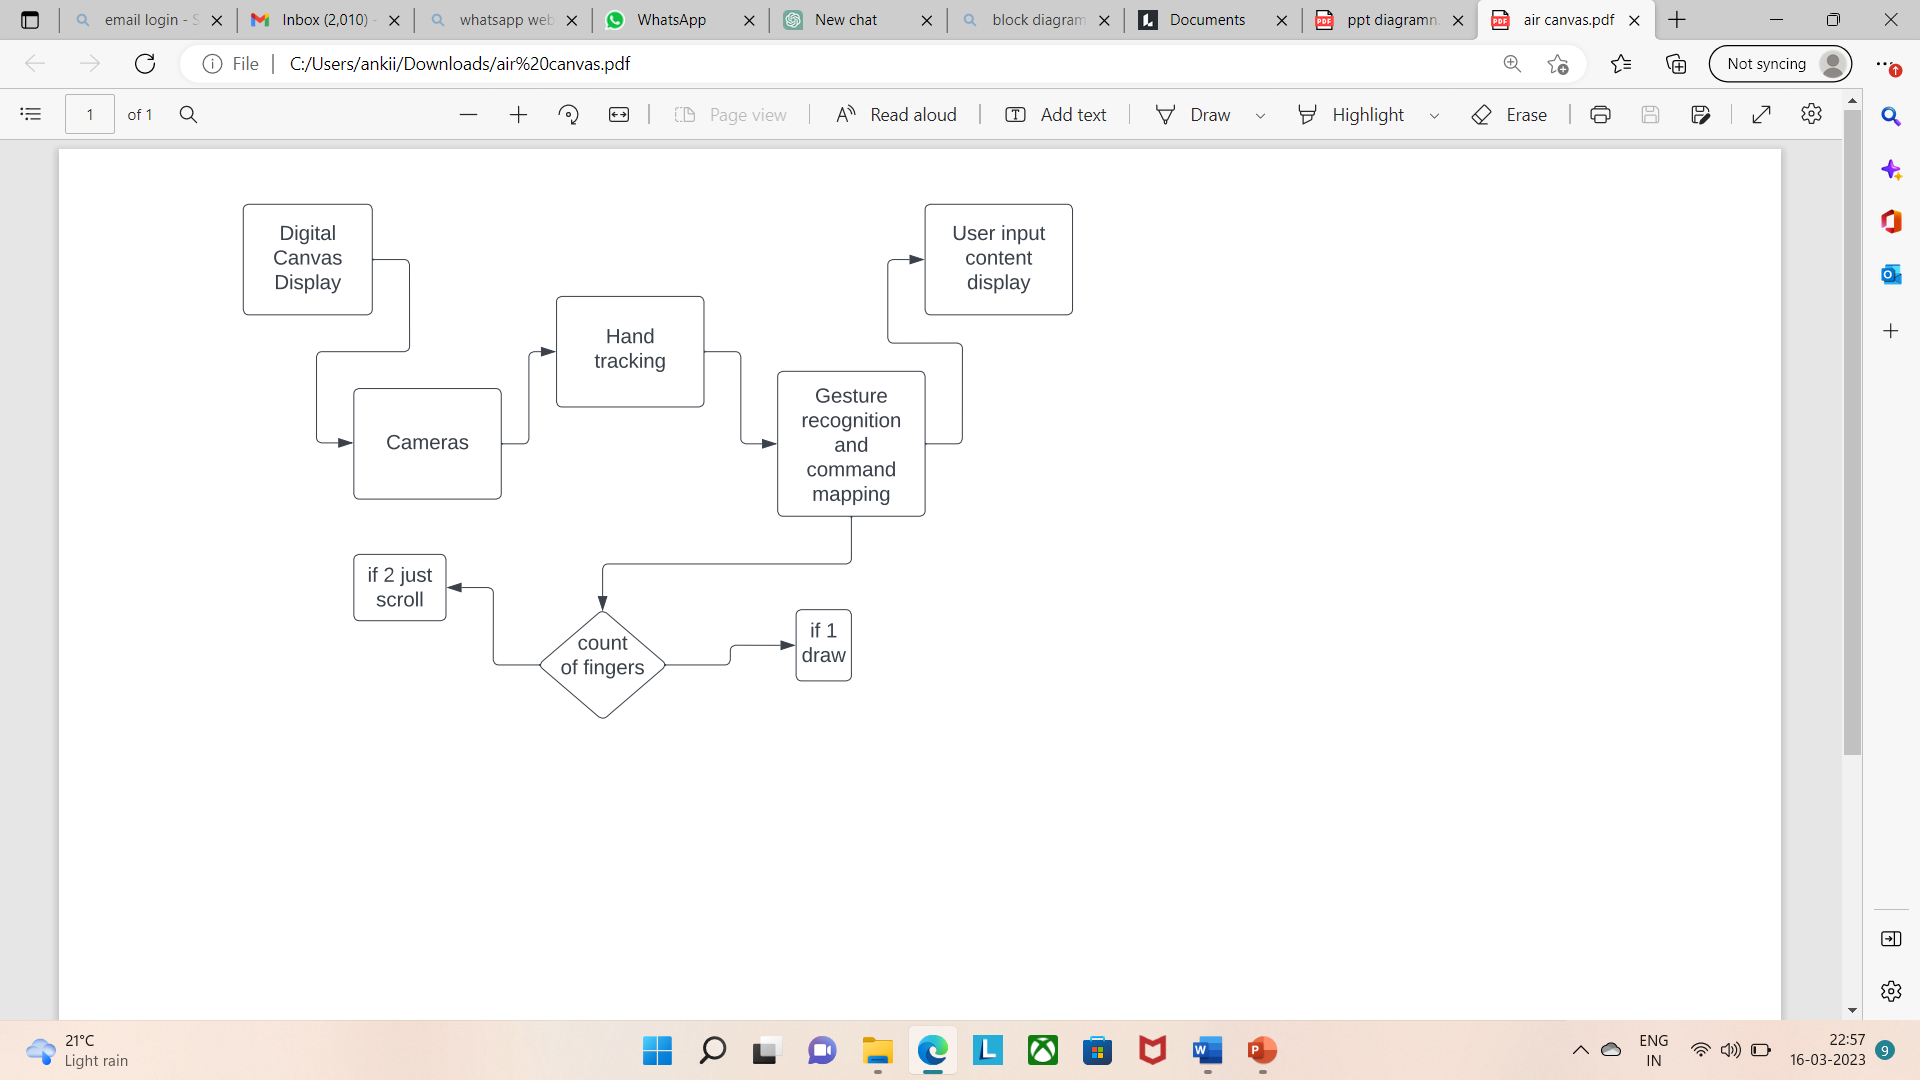 email login - S
Inbox (2,010) -
whatsapp web
WhatsApp
New chat
block diagram
Documents
ppt diagramn.
air canvas.pdf
File
C:/Users/ankii/Downloads/air%20canvas.pdf
Not syncing
1
of 1
Page view
Read aloud
Add text
Draw
Highlight
Erase
Digital
Canvas
Display
User input
content
display
Hand
tracking
Cameras
Gesture
recognition
and
command
mapping
if 2 just
scroll
count
of fingers
if 1
draw
21°C
Light rain
ENG
IN
22:57
16-03-2023
9